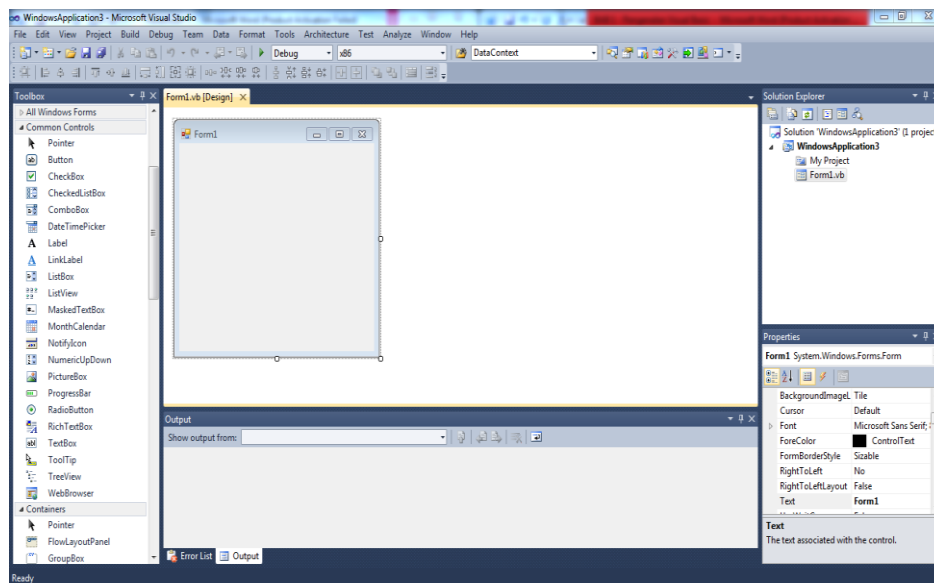 WindowsApplication3 - Microsoft Visual Studio
File Edit View Project Build Debug Team Data Format Tools Architecture Test Analyze Window Help
Debug x86 DataContext
Toolbox
All Windows Forms
Common Controls
Pointer
Button
CheckBox
CheckedListBox
ComboBox
DateTimePicker
A Label
A LinkLabel
ListBox
ListView
MaskedTextBox
MonthCalendar
NotifyIcon
NumericUpDown
PictureBox
ProgressBar
RadioButton
RichTextBox
TextBox
ToolTip
TreeView
WebBrowser
Containers
Pointer
FlowLayoutPanel
GroupBox
Form1.vb [Design]
Form1
Output
Show output from:
Error List Output
Solution Explorer
Solution 'WindowsApplication3' (1 projec
WindowsApplication3
My Project
Form1.vb
Properties
Form1 System.Windows.Forms.Form
BackgroundImageL Tile
Cursor Default
Font Microsoft Sans Serif;
ForeColor ControlText
FormBorderStyle Sizable
RightToLeft No
RightToLeftLayout False
Text Form1
Text
The text associated with the control.
Ready